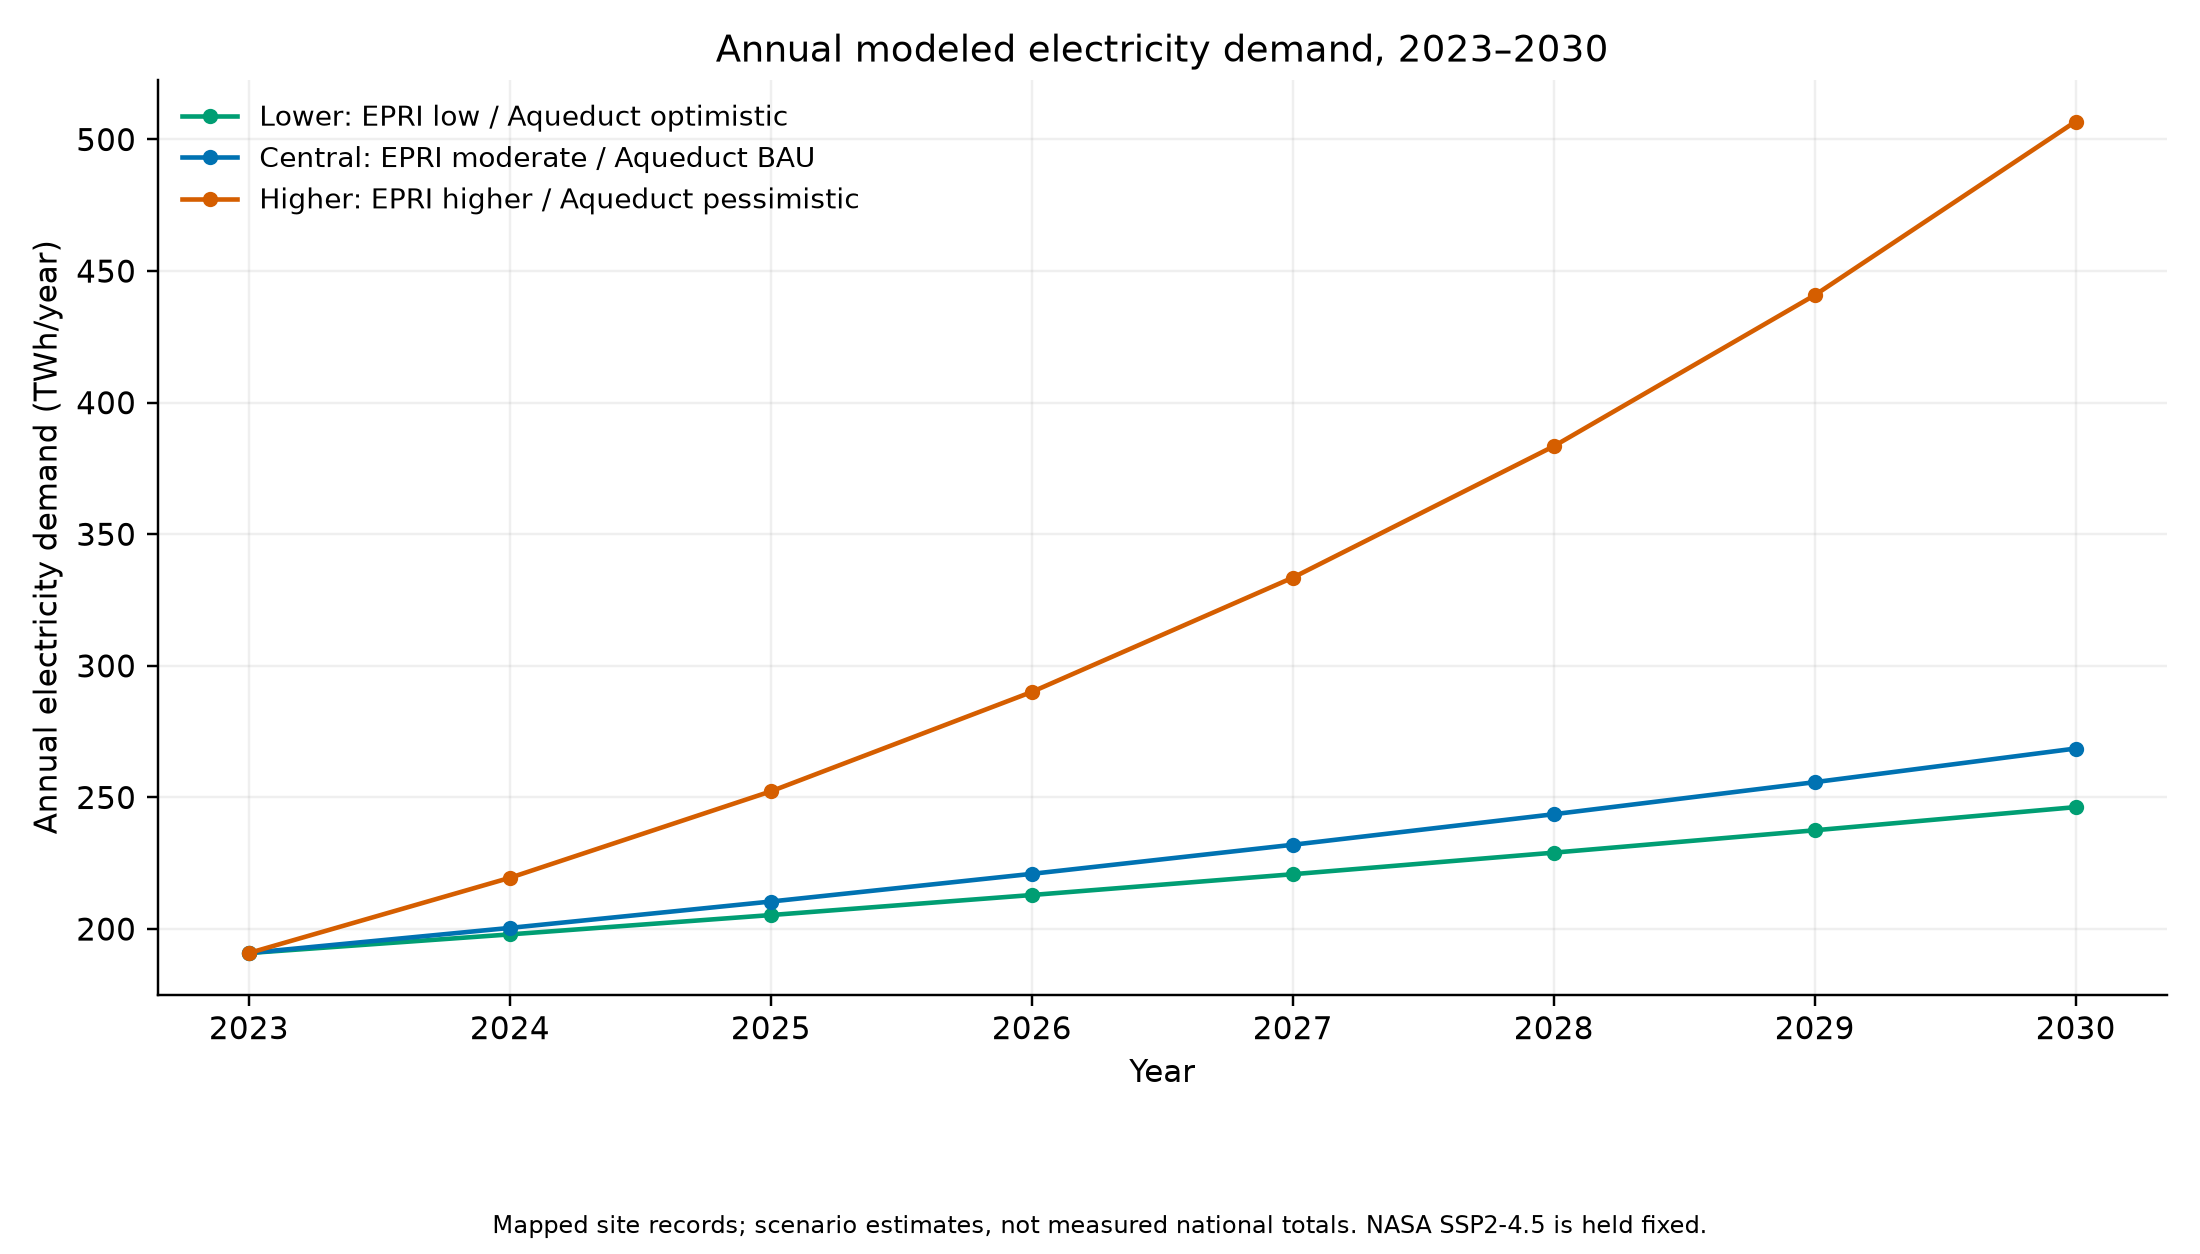 Annual modeled electricity demand, 2023–2030
Lower: EPRI low / Aqueduct optimistic
Central: EPRI moderate / Aqueduct BAU
Higher: EPRI higher / Aqueduct pessimistic
Annual electricity demand (TWh/year)
500
450
400
350
300
250
200
2023 2024 2025 2026 2027 2028 2029 2030
Year
Mapped site records; scenario estimates, not measured national totals. NASA SSP2-4.5 is held fixed.